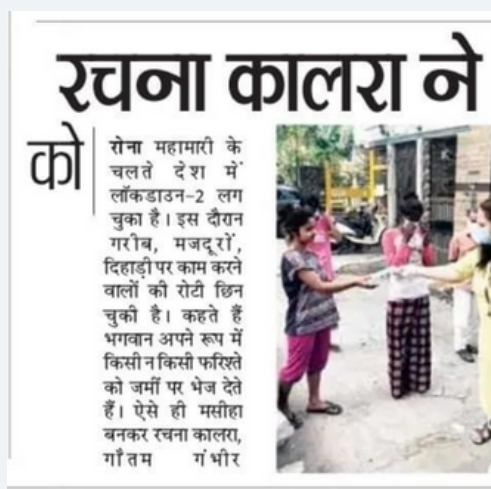 रचना कालरा ने
को
रोना महामारी के
चलते देश में
लॉकडाउन-2 लग
चुका है। इस दौरान
गरीब, मजदूरों,
दिहाड़ी पर काम करने
वालों की रोटी छिन
चुकी है। कहते हैं
भगवान अपने रूप में
किसी न किसी फरिश्ते
को जमीं पर भेज देते
हैं। ऐसे ही मसीहा
बनकर रचना कालरा,
गौतम गंभीर